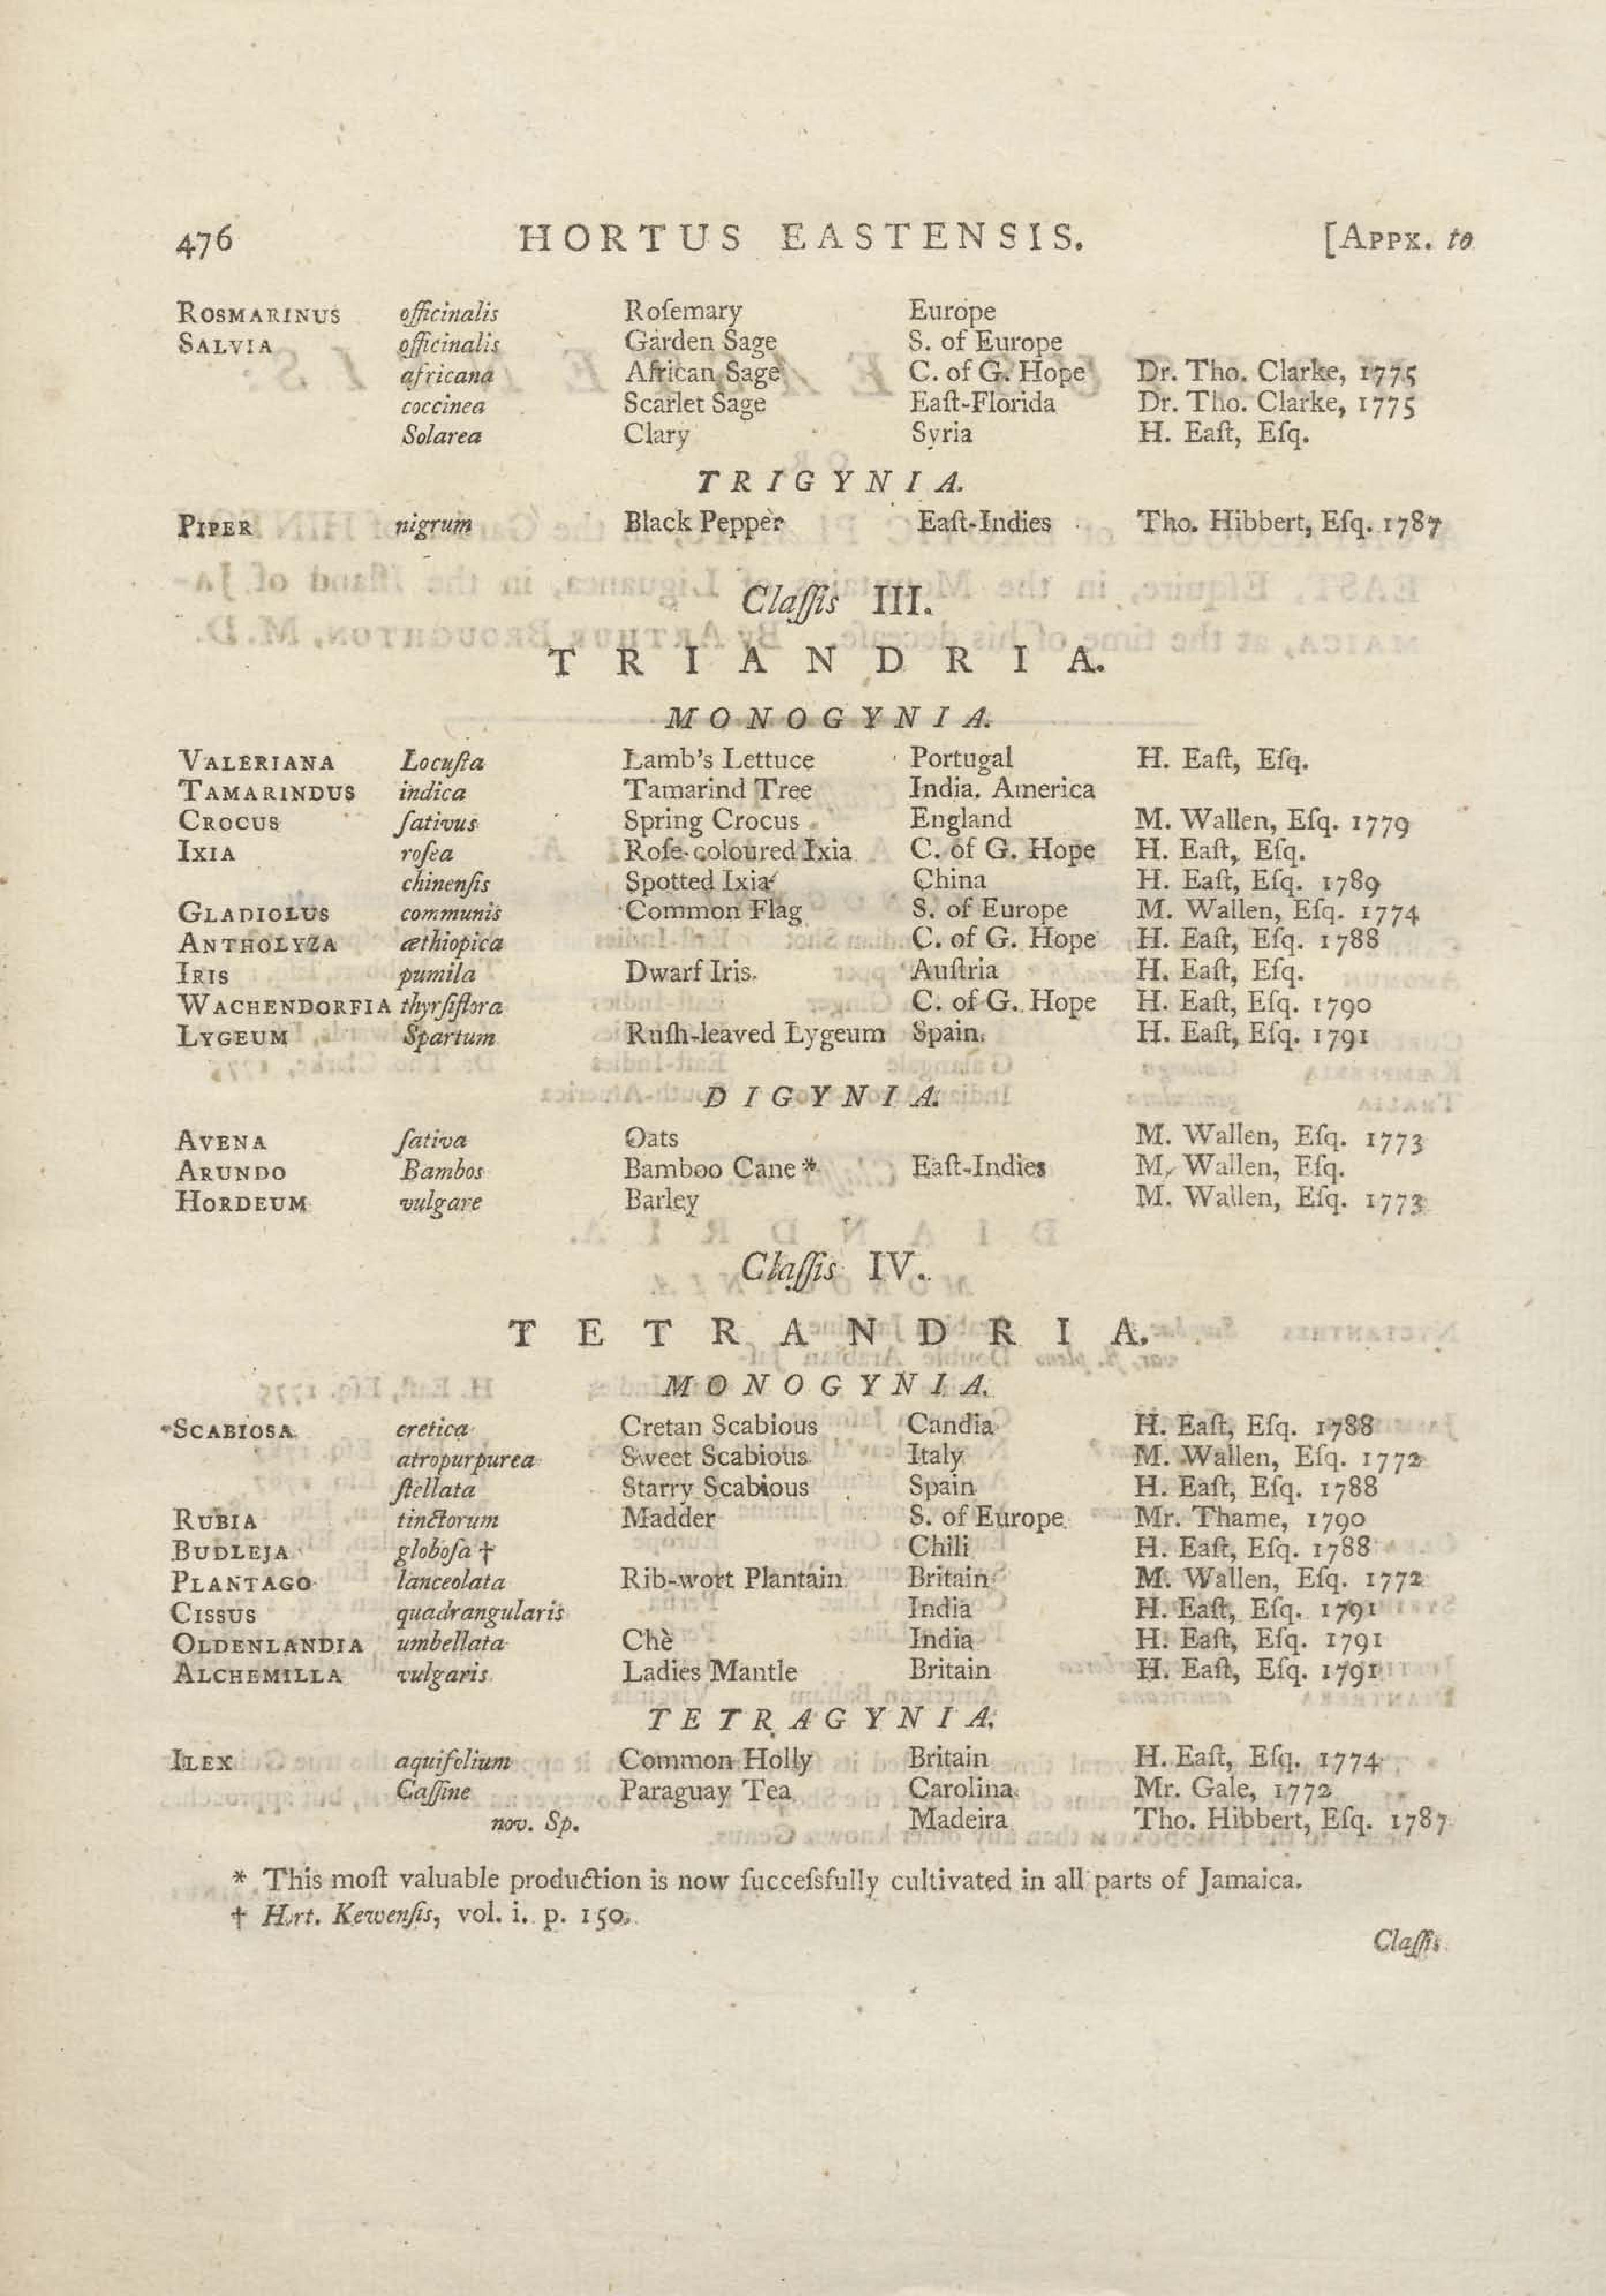 476 HORTUS EASTENSIS. [APPX. to
ROSMARINUS officinalis Roſemary Europe
SALVIA officinalis Garden Sage S. of Europe
africana African Sage C. of G. Hope Dr. Tho. Clarke, 1775
coccinea Scarlet Sage Eaſt-Florida Dr. Tho. Clarke, 1775
Solarea Clary Syria H. Eaſt, Eſq.
TRIGYNIA.
PIPER nigrum Black Pepper Eaſt-Indies Tho. Hibbert, Eſq. 1787
Claſſis III.
TRIANDRIA.
MONOGYNIA.
VALERIANA Locuſta Lamb's Lettuce Portugal H. Eaſt, Eſq.
TAMARINDUS indica Tamarind Tree India, America
CROCUS ſativus Spring Crocus England M. Wallen, Eſq. 1779
IXIA roſea Roſe-coloured Ixia C. of G. Hope H. Eaſt, Eſq.
chinenſis Spotted Ixia China H. Eaſt, Eſq. 1789
GLADIOLUS communis Common Flag S. of Europe M. Wallen, Eſq. 1774
ANTHOLYZA æthiopica C. of G. Hope H. Eaſt, Eſq. 1788
IRIS pumila Dwarf Iris. Auſtria H. Eaſt, Eſq.
WACHENDORFIA thyrſiflora C. of G. Hope H. Eaſt, Eſq. 1790
LYGEUM Spartum Ruſh-leaved Lygeum Spain H. Eaſt, Eſq. 1791
DIGYNIA.
AVENA ſativa Oats M. Wallen, Eſq. 1773
ARUNDO Bambos Bamboo Cane * Eaſt-Indies M. Wallen, Eſq.
HORDEUM vulgare Barley M. Wallen, Eſq. 1773
Claſſis IV.
TETRANDRIA.
MONOGYNIA.
SCABIOSA cretica Cretan Scabious Candia H. Eaſt, Eſq. 1788
atropurpurea Sweet Scabious Italy M. Wallen, Eſq. 1772
ſtellata Starry Scabious Spain H. Eaſt, Eſq. 1788
RUBIA tinctorum Madder S. of Europe Mr. Thame, 1790
BUDLEJA globoſa † Chili H. Eaſt, Eſq. 1788
PLANTAGO lanceolata Rib-wort Plantain Britain M. Wallen, Eſq. 1772
CISSUS quadrangularis India H. Eaſt, Eſq. 1791
OLDENLANDIA umbellata Chè India H. Eaſt, Eſq. 1791
ALCHEMILLA vulgaris Ladies Mantle Britain H. Eaſt, Eſq. 1791
TETRAGYNIA.
ILEX aquifolium Common Holly Britain H. Eaſt, Eſq. 1774
Caſſine Paraguay Tea Carolina Mr. Gale, 1772
nov. Sp. Madeira Tho. Hibbert, Eſq. 1787
* This moſt valuable production is now ſucceſsfully cultivated in all parts of Jamaica.
† Hort. Kewenſis, vol. i. p. 150.
Claſſis